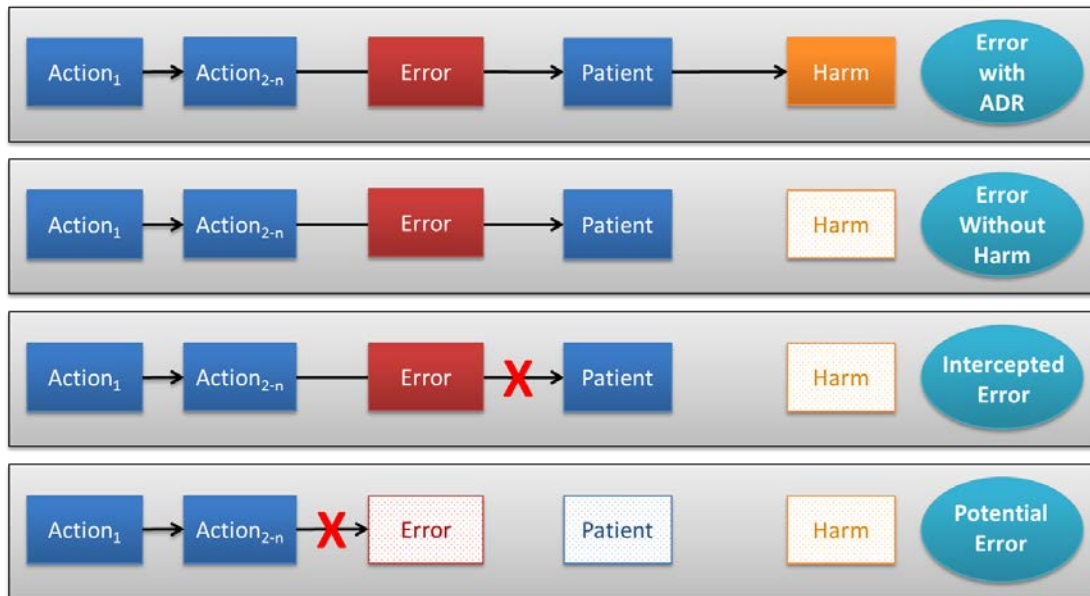 Action₁
Action₂₋ₙ
Error
Patient
Harm
Error
with
ADR
Action₁
Action₂₋ₙ
Error
Patient
Harm
Error
Without
Harm
Action₁
Action₂₋ₙ
Error
X
Patient
Harm
Intercepted
Error
Action₁
Action₂₋ₙ
X
Error
Patient
Harm
Potential
Error